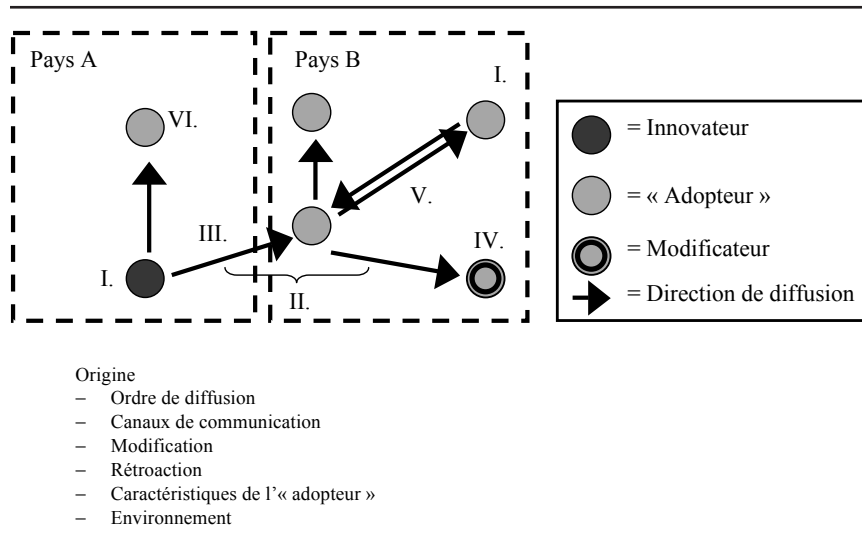 Pays A
Pays B
I.
VI.
V.
III.
IV.
I.
II.
= Innovateur
= « Adopteur »
= Modificateur
= Direction de diffusion
Origine
– Ordre de diffusion
– Canaux de communication
– Modification
– Rétroaction
– Caractéristiques de l’« adopteur »
– Environnement